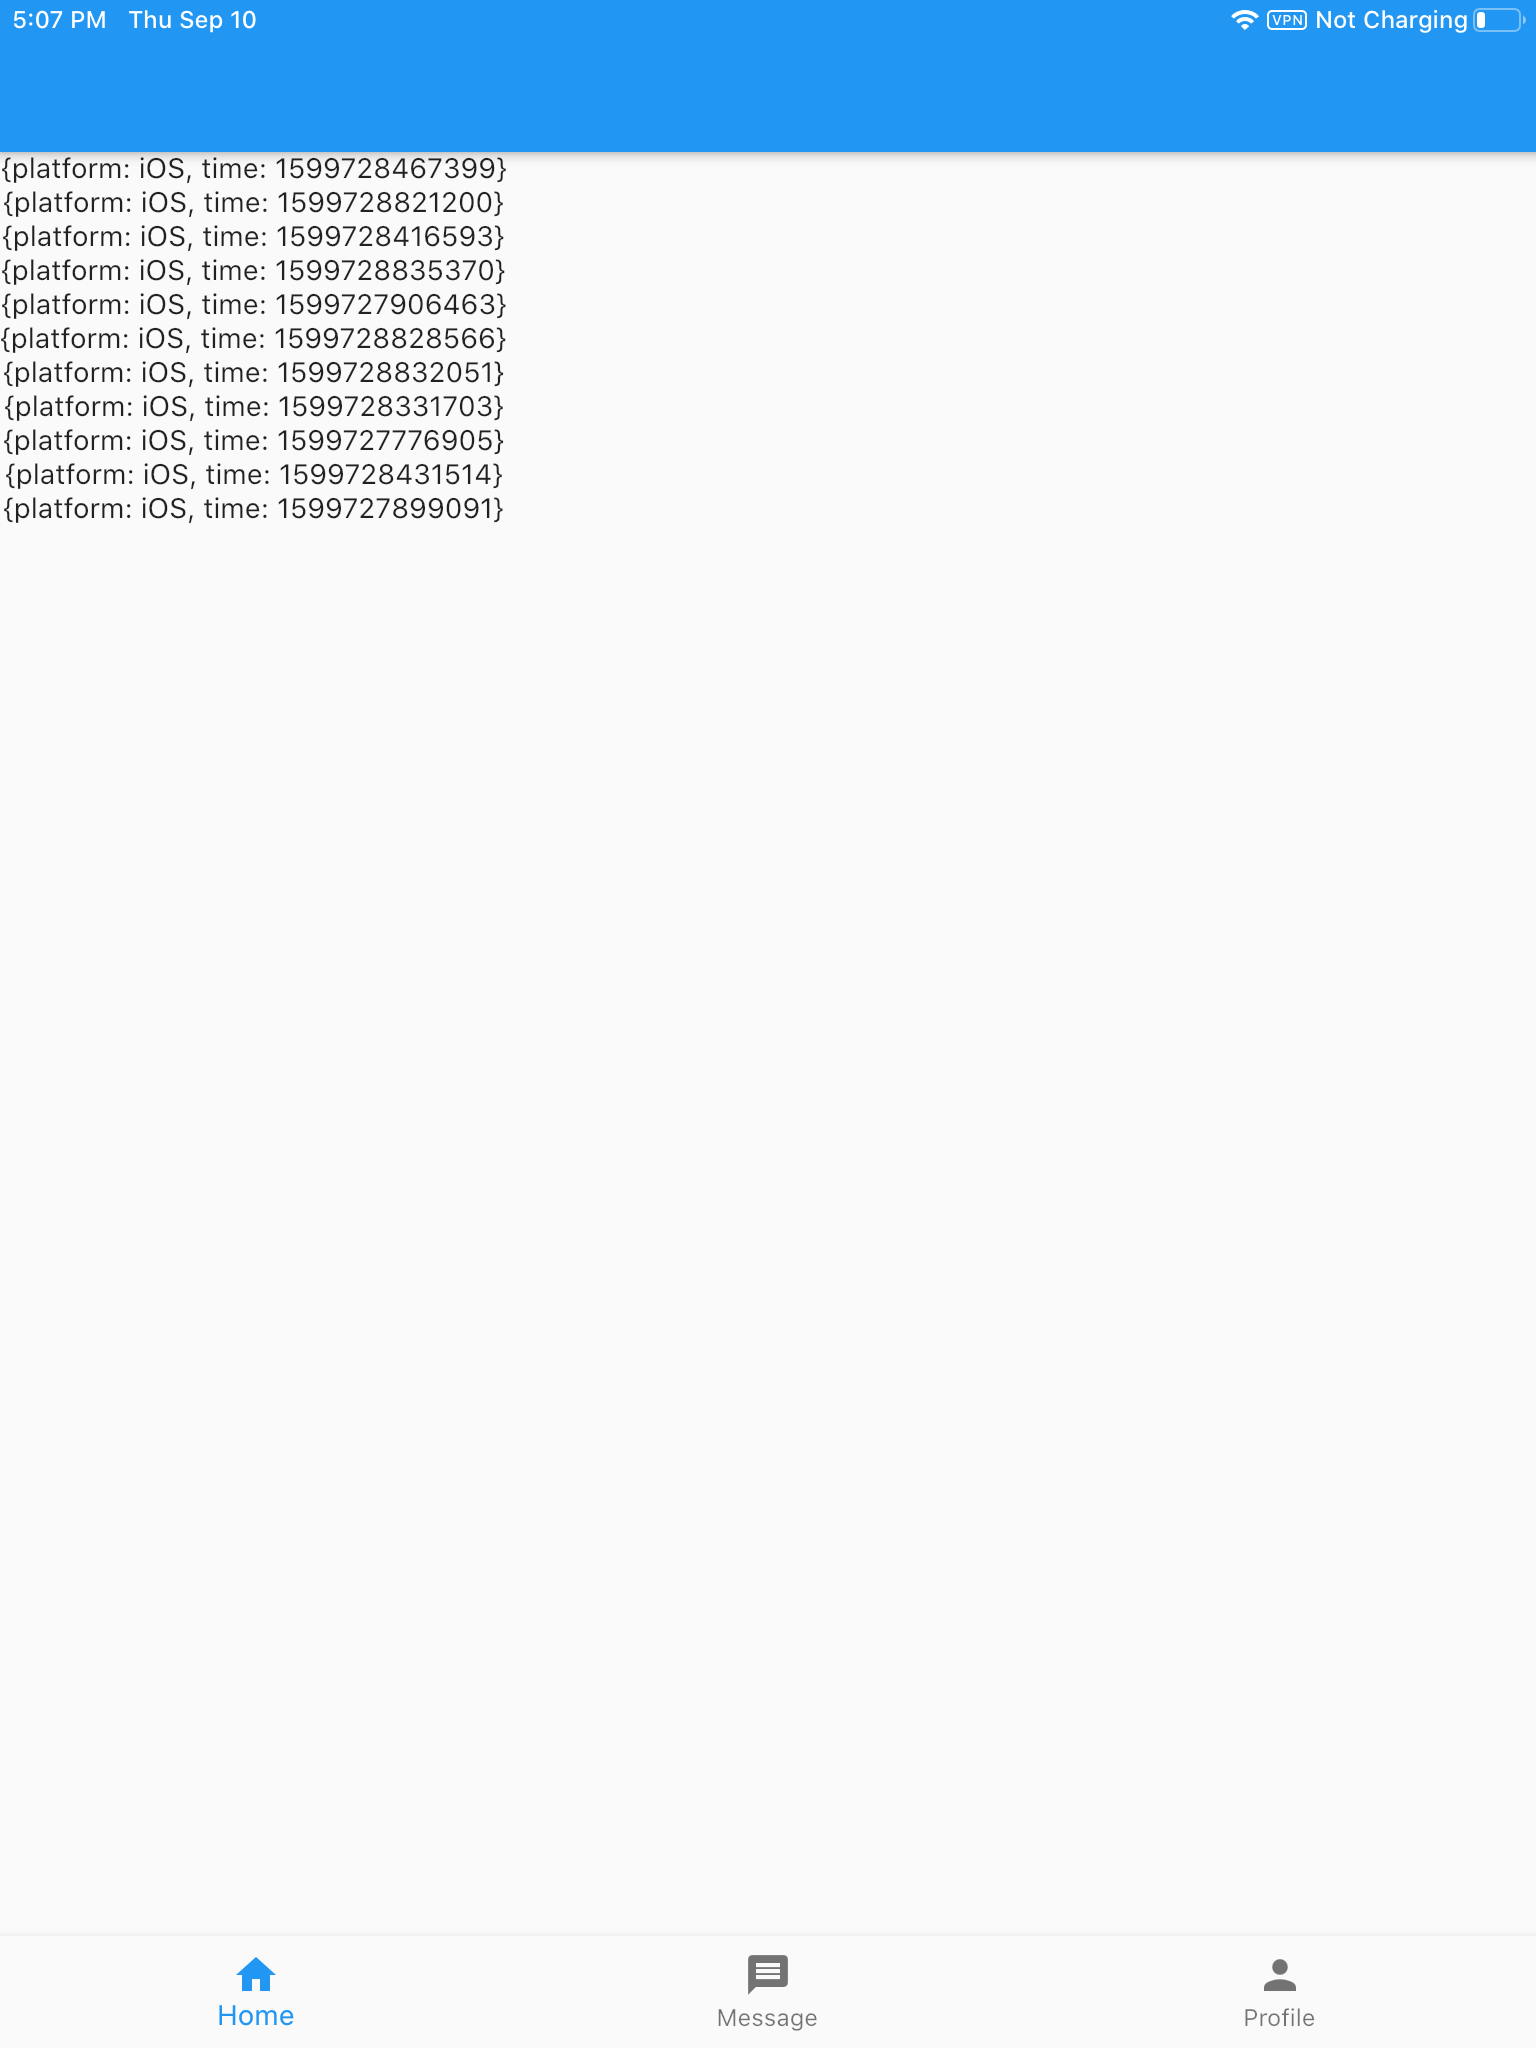 5:07 PM Thu Sep 10 VPN Not Charging
{platform: iOS, time: 1599728467399}
{platform: iOS, time: 1599728821200}
{platform: iOS, time: 1599728416593}
{platform: iOS, time: 1599728835370}
{platform: iOS, time: 1599727906463}
{platform: iOS, time: 1599728828566}
{platform: iOS, time: 1599728832051}
{platform: iOS, time: 1599728331703}
{platform: iOS, time: 1599727776905}
{platform: iOS, time: 1599728431514}
{platform: iOS, time: 1599727899091}
Home Message Profile